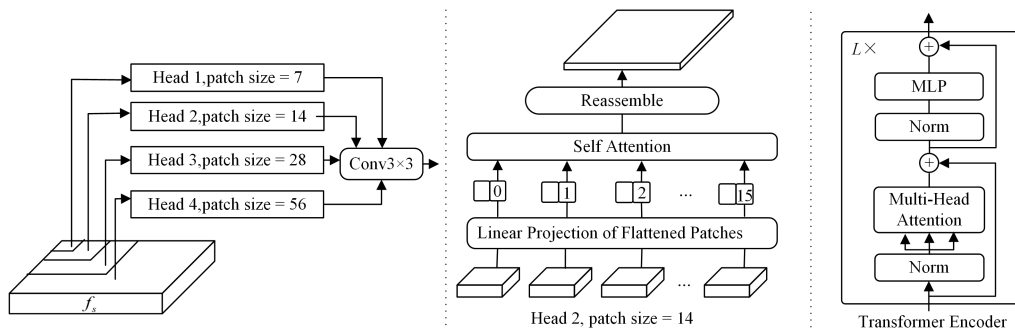 Head 1,patch size = 7
Head 2,patch size = 14
Head 3,patch size = 28
Head 4,patch size = 56
Conv3×3
fs
Reassemble
Self Attention
0 1 2 ... 15
Linear Projection of Flattened Patches
...
Head 2, patch size = 14
L×
+
MLP
Norm
+
Multi-Head
Attention
Norm
Transformer Encoder